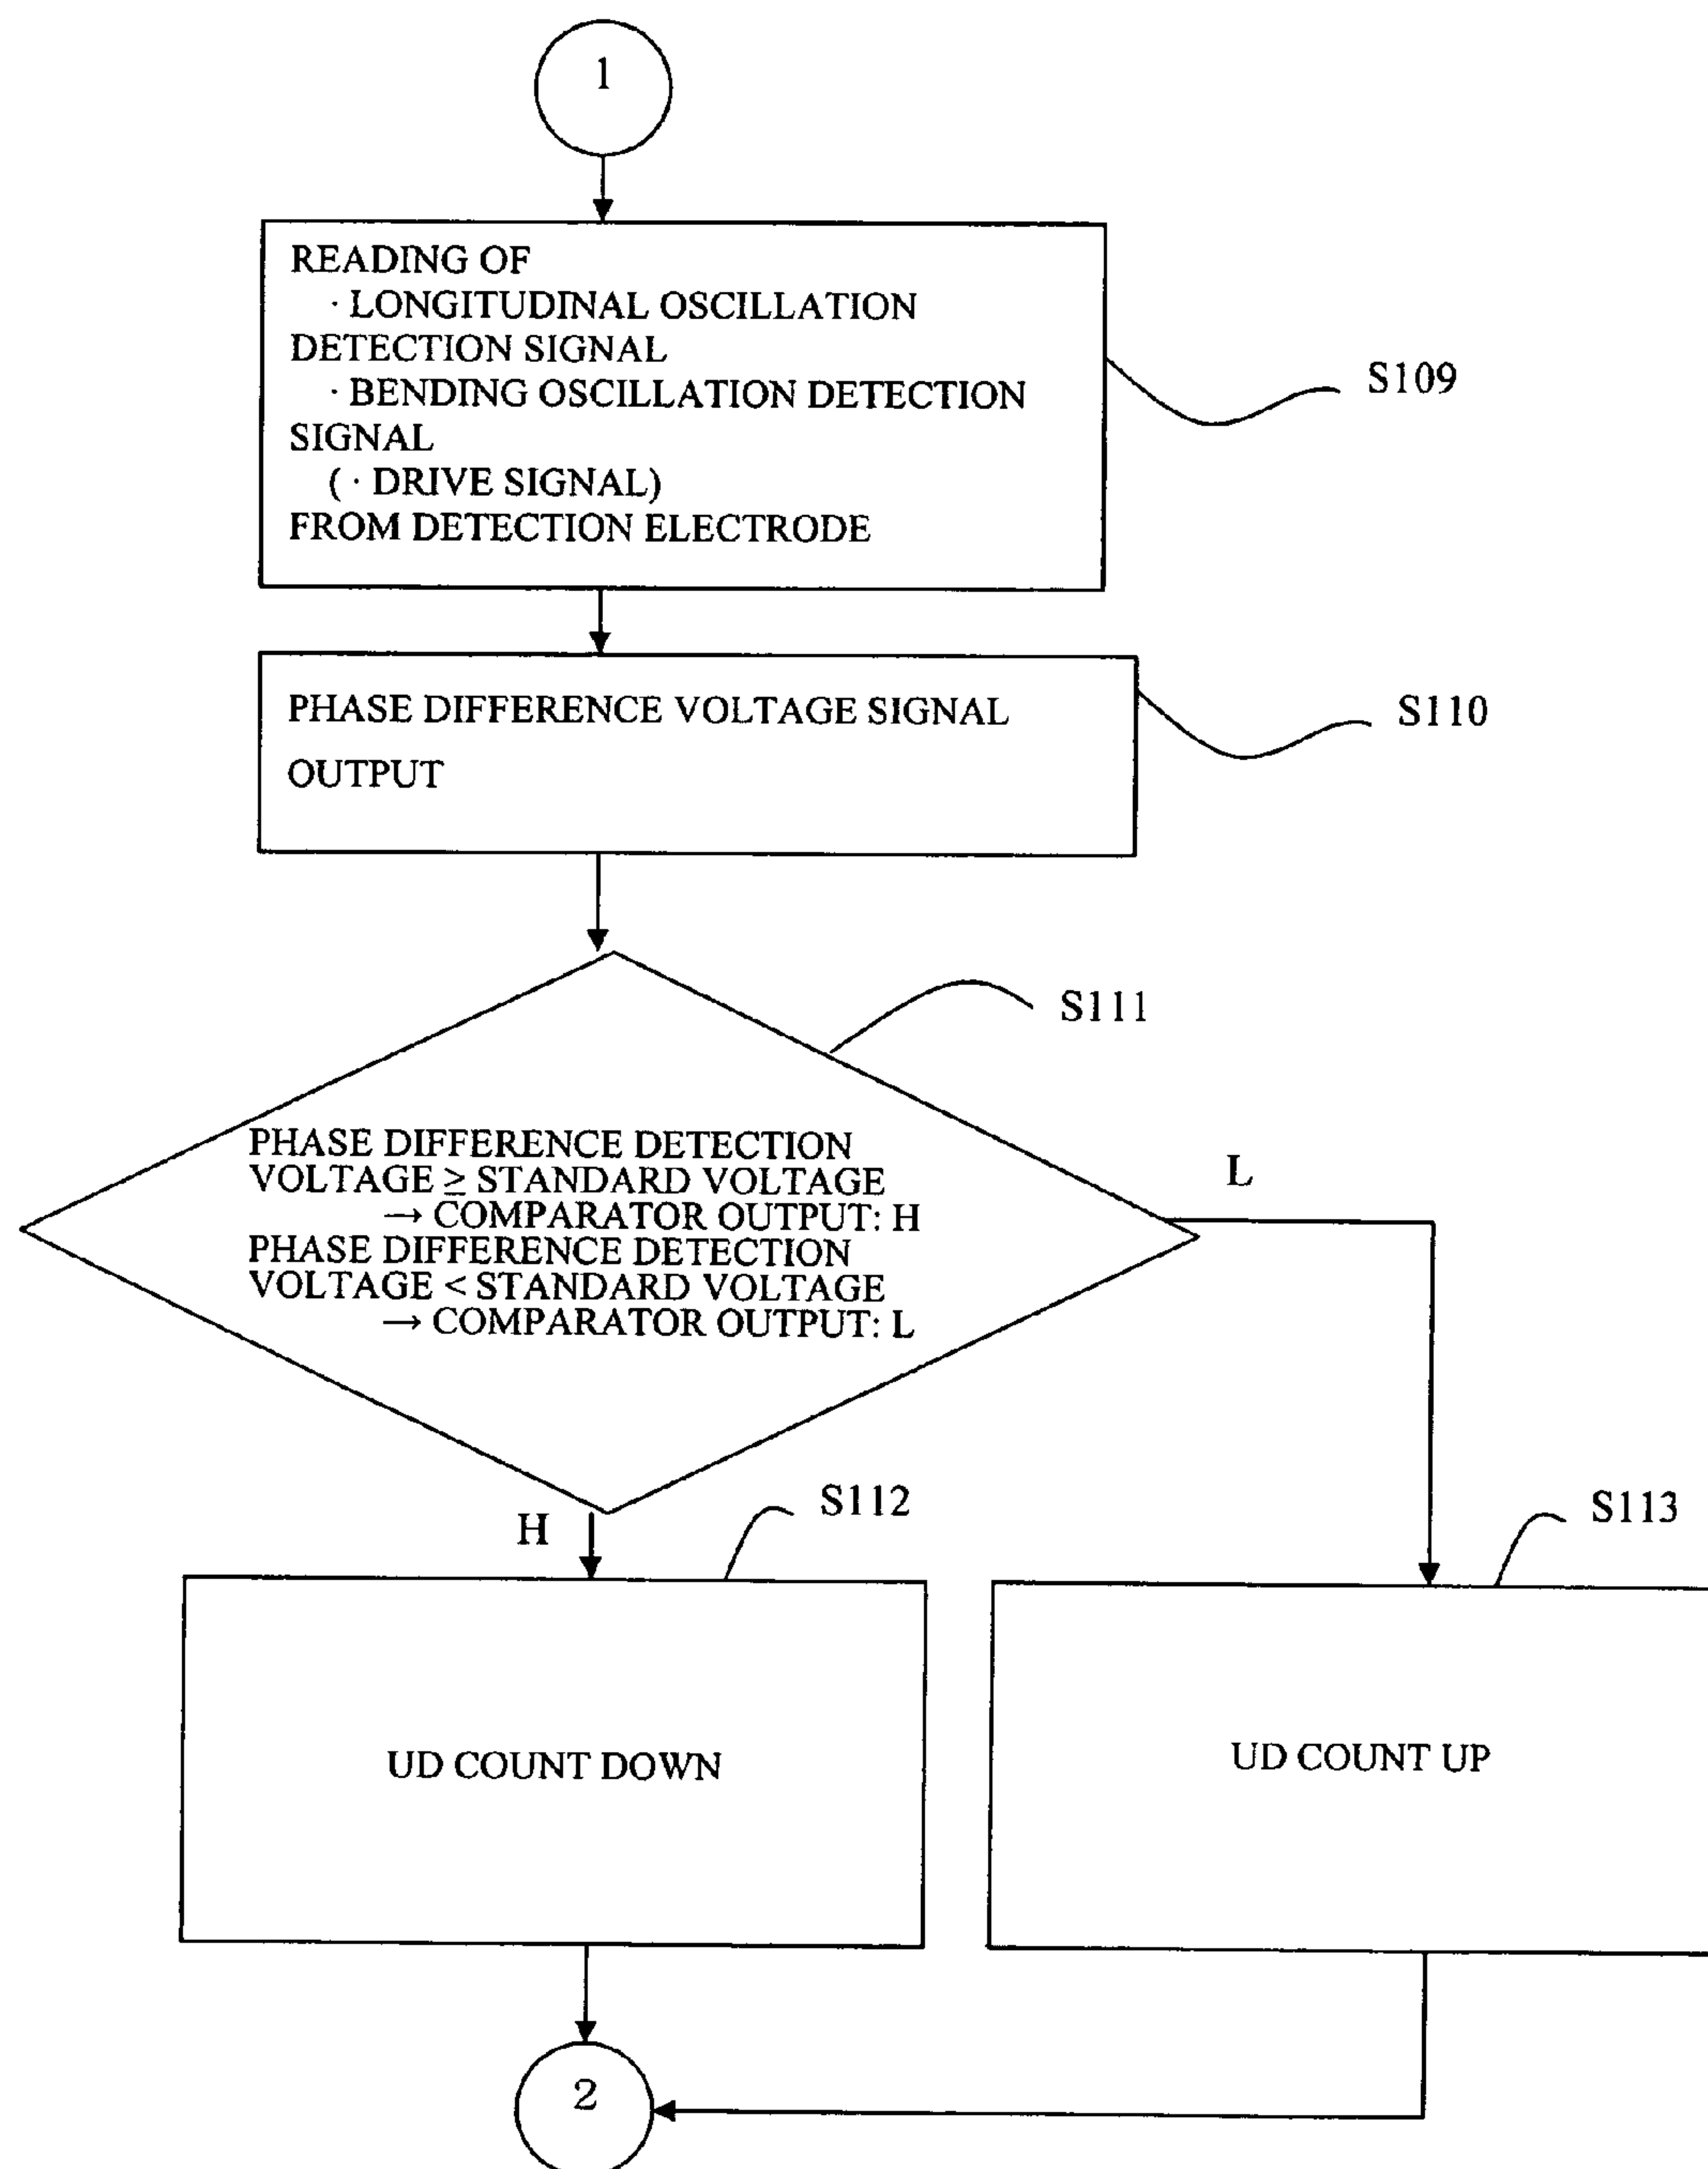 1
READING OF
· LONGITUDINAL OSCILLATION
DETECTION SIGNAL
· BENDING OSCILLATION DETECTION
SIGNAL
( · DRIVE SIGNAL)
FROM DETECTION ELECTRODE
S109
PHASE DIFFERENCE VOLTAGE SIGNAL
OUTPUT
S110
S111
PHASE DIFFERENCE DETECTION
VOLTAGE ≥ STANDARD VOLTAGE
→ COMPARATOR OUTPUT: H
PHASE DIFFERENCE DETECTION
VOLTAGE < STANDARD VOLTAGE
→ COMPARATOR OUTPUT: L
L
H
S112
S113
UD COUNT DOWN
UD COUNT UP
2